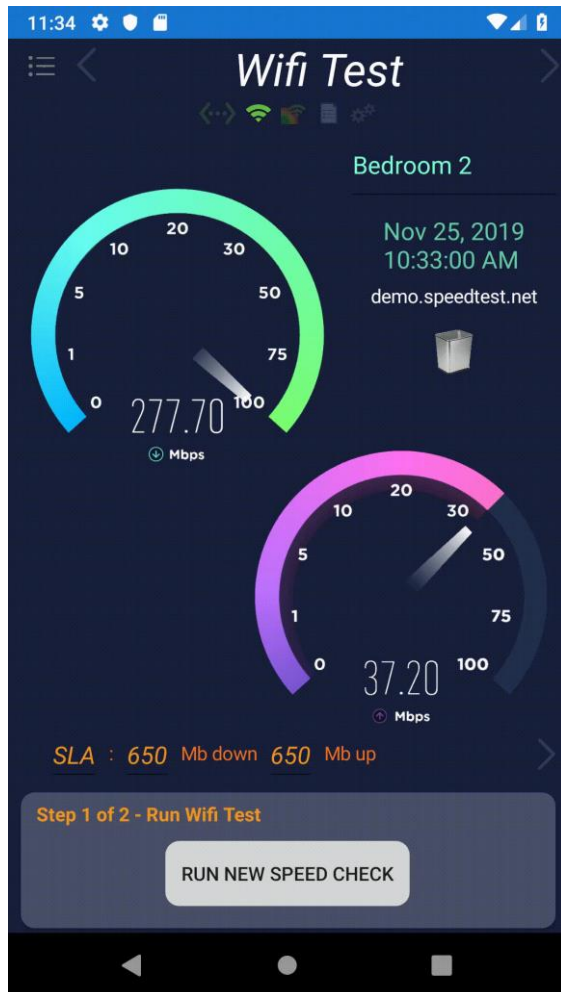 11:34
Wifi Test
Bedroom 2
Nov 25, 2019
10:33:00 AM
demo.speedtest.net
0
1
5
10
20
30
50
75
100
277.70
Mbps
0
1
5
10
20
30
50
75
100
37.20
Mbps
SLA : 650 Mb down 650 Mb up
Step 1 of 2 - Run Wifi Test
RUN NEW SPEED CHECK